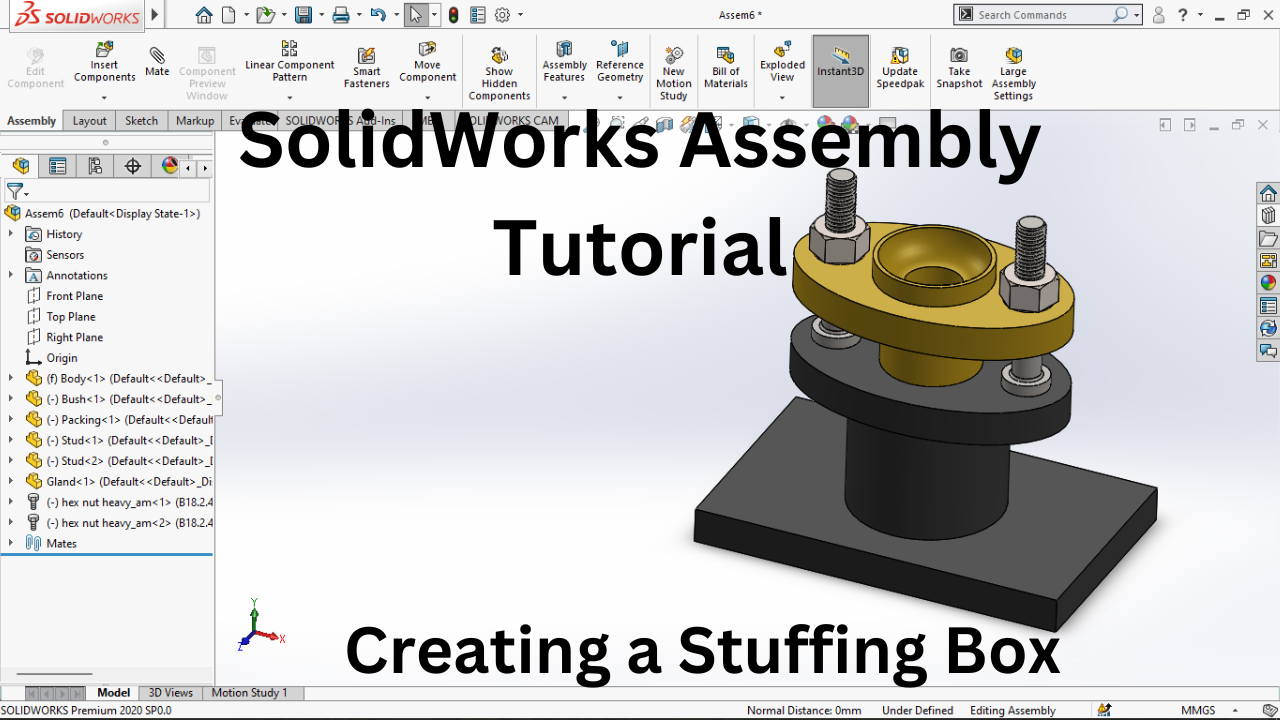 SOLIDWORKS
Assem6 *
Search Commands
Edit Component
Insert Components
Mate
Component Preview Window
Linear Component Pattern
Smart Fasteners
Move Component
Show Hidden Components
Assembly Features
Reference Geometry
New Motion Study
Bill of Materials
Exploded View
Instant3D
Update Speedpak
Take Snapshot
Large Assembly Settings
Assembly Layout Sketch Markup SOLIDWORKS Add-Ins SOLIDWORKS CAM
SolidWorks Assembly
Tutorial
Assem6 (Default<Display State-1>)
History
Sensors
Annotations
Front Plane
Top Plane
Right Plane
Origin
(f) Body<1> (Default<<Default>_
(-) Bush<1> (Default<<Default>_
(-) Packing<1> (Default<<Default
(-) Stud<1> (Default<<Default>_D
(-) Stud<2> (Default<<Default>_D
Gland<1> (Default<<Default>_Di
(-) hex nut heavy_am<1> (B18.2.4
(-) hex nut heavy_am<2> (B18.2.4
Mates
Y
X
Z
Creating a Stuffing Box
Model 3D Views Motion Study 1
SOLIDWORKS Premium 2020 SP0.0 Normal Distance: 0mm Under Defined Editing Assembly MMGS